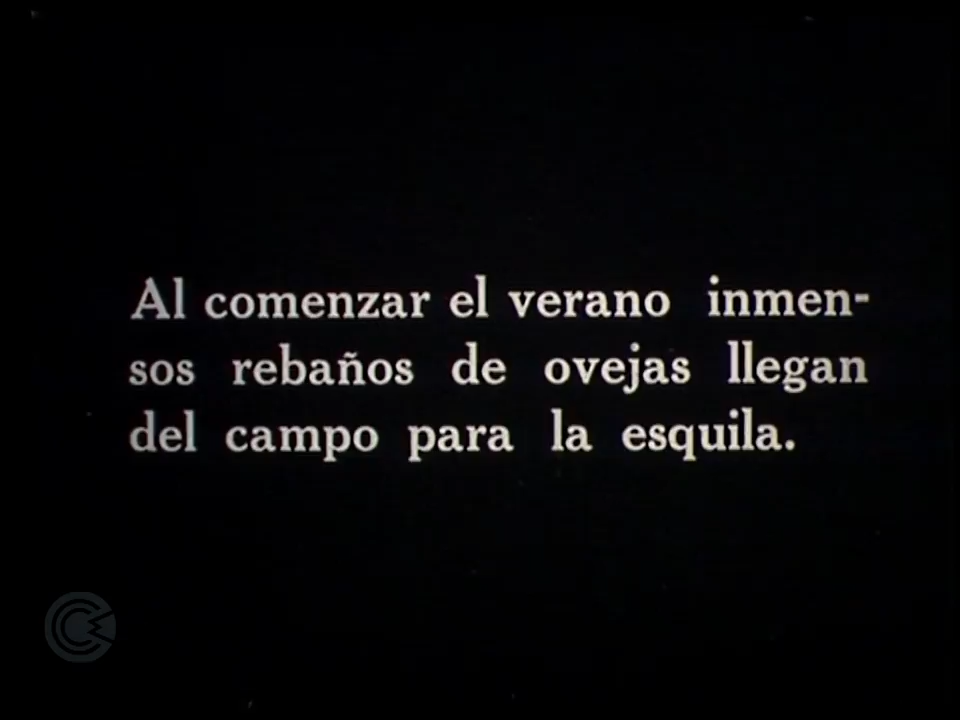 Al comenzar el verano inmen-
sos rebaños de ovejas llegan
del campo para la esquila.